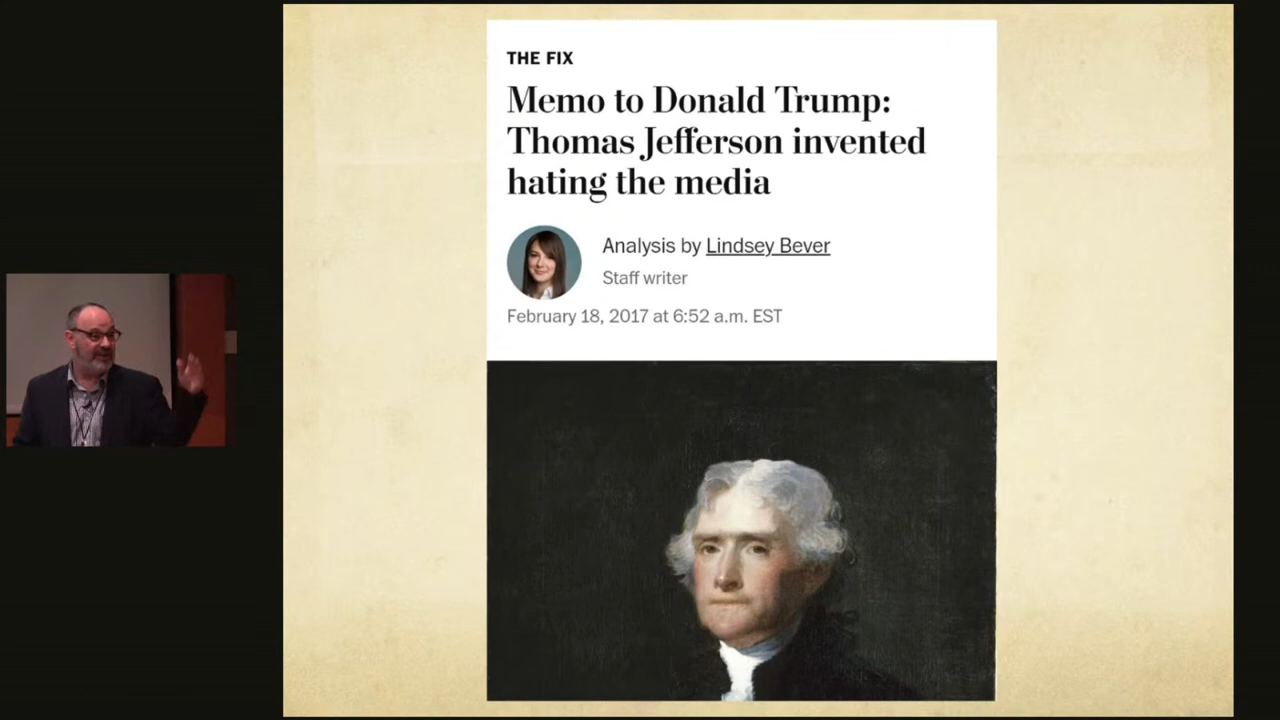 THE FIX
Memo to Donald Trump:
Thomas Jefferson invented
hating the media
Analysis by Lindsey Bever
Staff writer
February 18, 2017 at 6:52 a.m. EST